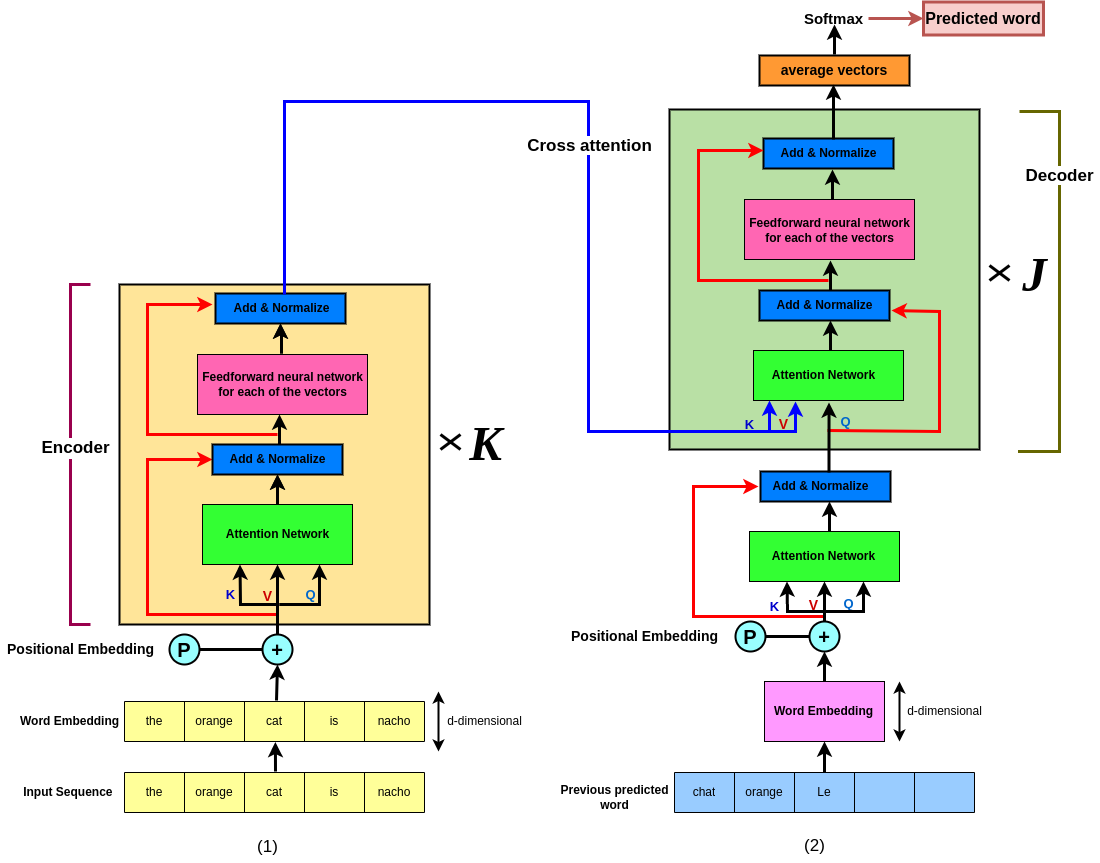 Softmax
Predicted word
average vectors
Cross attention
Decoder
Add & Normalize
Feedforward neural network
for each of the vectors
× J
Add & Normalize
Attention Network
K
V
Q
Encoder
Add & Normalize
Feedforward neural network
for each of the vectors
× K
Add & Normalize
Attention Network
K
V
Q
Positional Embedding
P
+
Word Embedding
the orange cat is nacho
d-dimensional
Input Sequence
the orange cat is nacho
(1)
Add & Normalize
Attention Network
K
V
Q
Positional Embedding
P
+
Word Embedding
d-dimensional
Previous predicted
word
chat orange Le
(2)